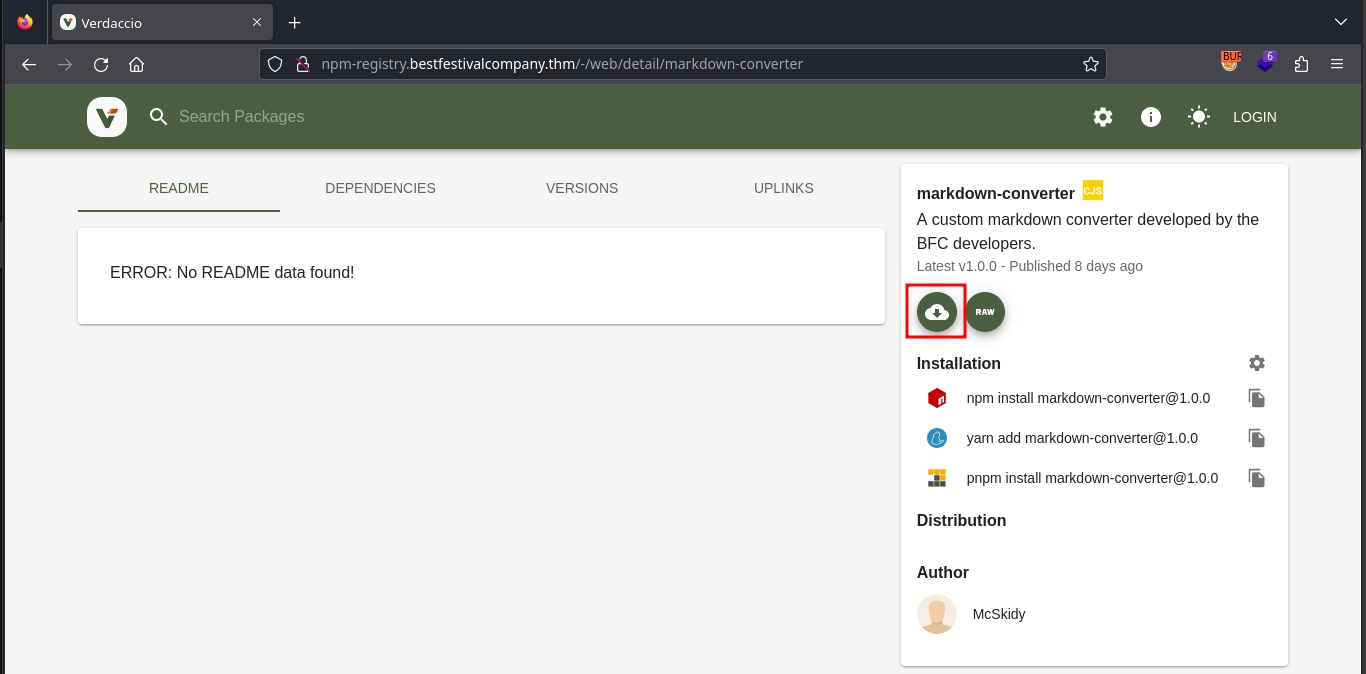 Verdaccio
BUR
6
npm-registry.bestfestivalcompany.thm/-/web/detail/markdown-converter
Search Packages
LOGIN
README
DEPENDENCIES
VERSIONS
UPLINKS
ERROR: No README data found!
markdown-converter CJS
A custom markdown converter developed by the
BFC developers.
Latest v1.0.0 - Published 8 days ago
RAW
Installation
npm install markdown-converter@1.0.0
yarn add markdown-converter@1.0.0
pnpm install markdown-converter@1.0.0
Distribution
Author
McSkidy